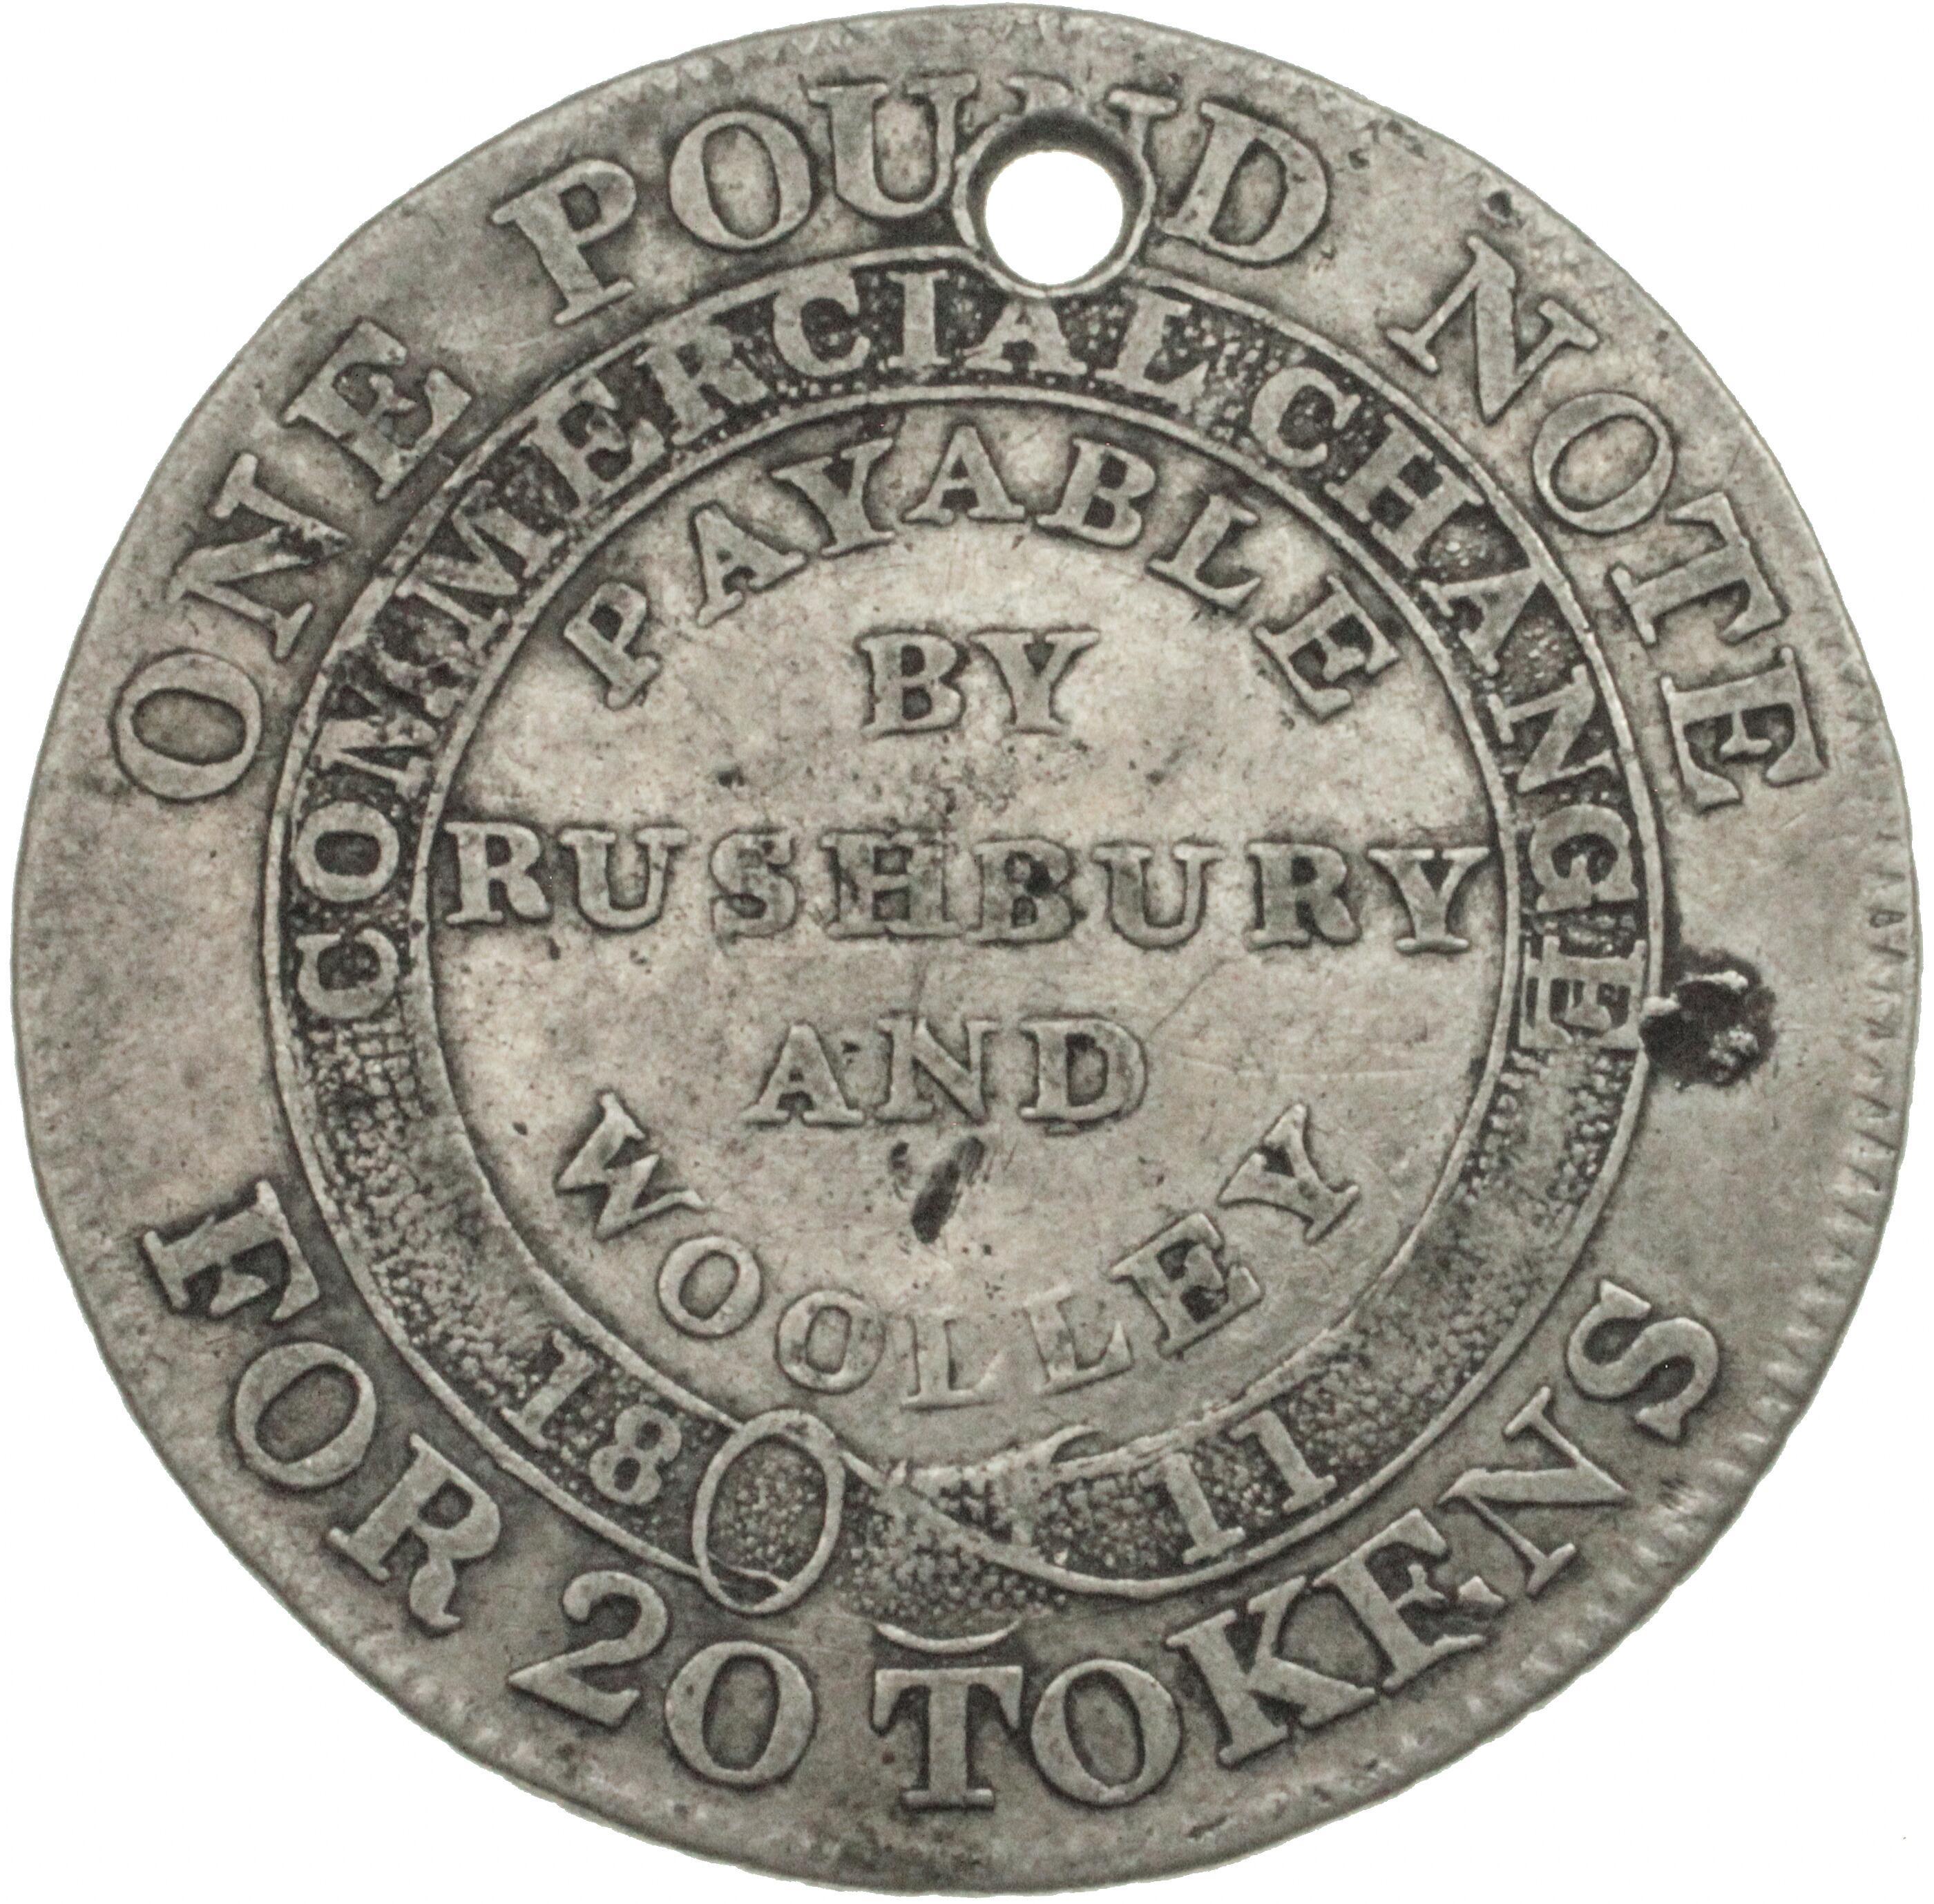 ONE POUND NOTE
FOR 20 TOKENS
COMMERCIAL CHANGE
1811
PAYABLE
BY
RUSHBURY
AND
WOOLLEY